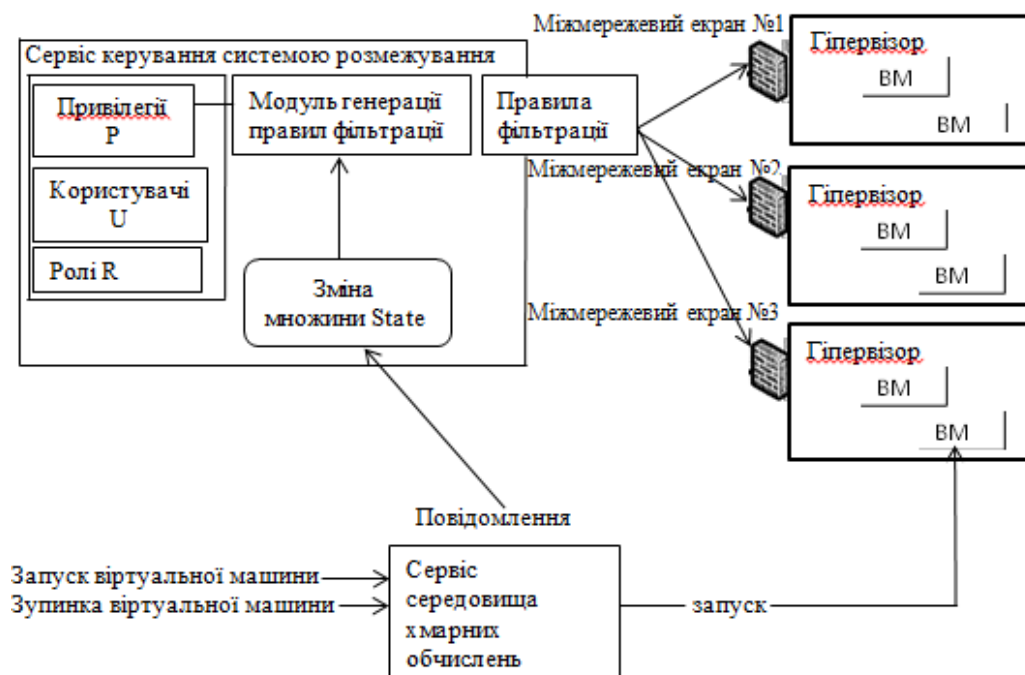 Міжмережевий екран №1
Сервіс керування системою розмежування
Привілегії
P
Модуль генерації
правил фільтрації
Правила
фільтрації
Гіпервізор
ВМ
ВМ
Користувачі
U
Ролі R
Міжмережевий екран №2
Гіпервізор
ВМ
ВМ
Зміна
множини State
Міжмережевий екран №3
Гіпервізор
ВМ
ВМ
Повідомлення
Запуск віртуальної машини
Зупинка віртуальної машини
Сервіс
середовища
хмарних
обчислень
запуск